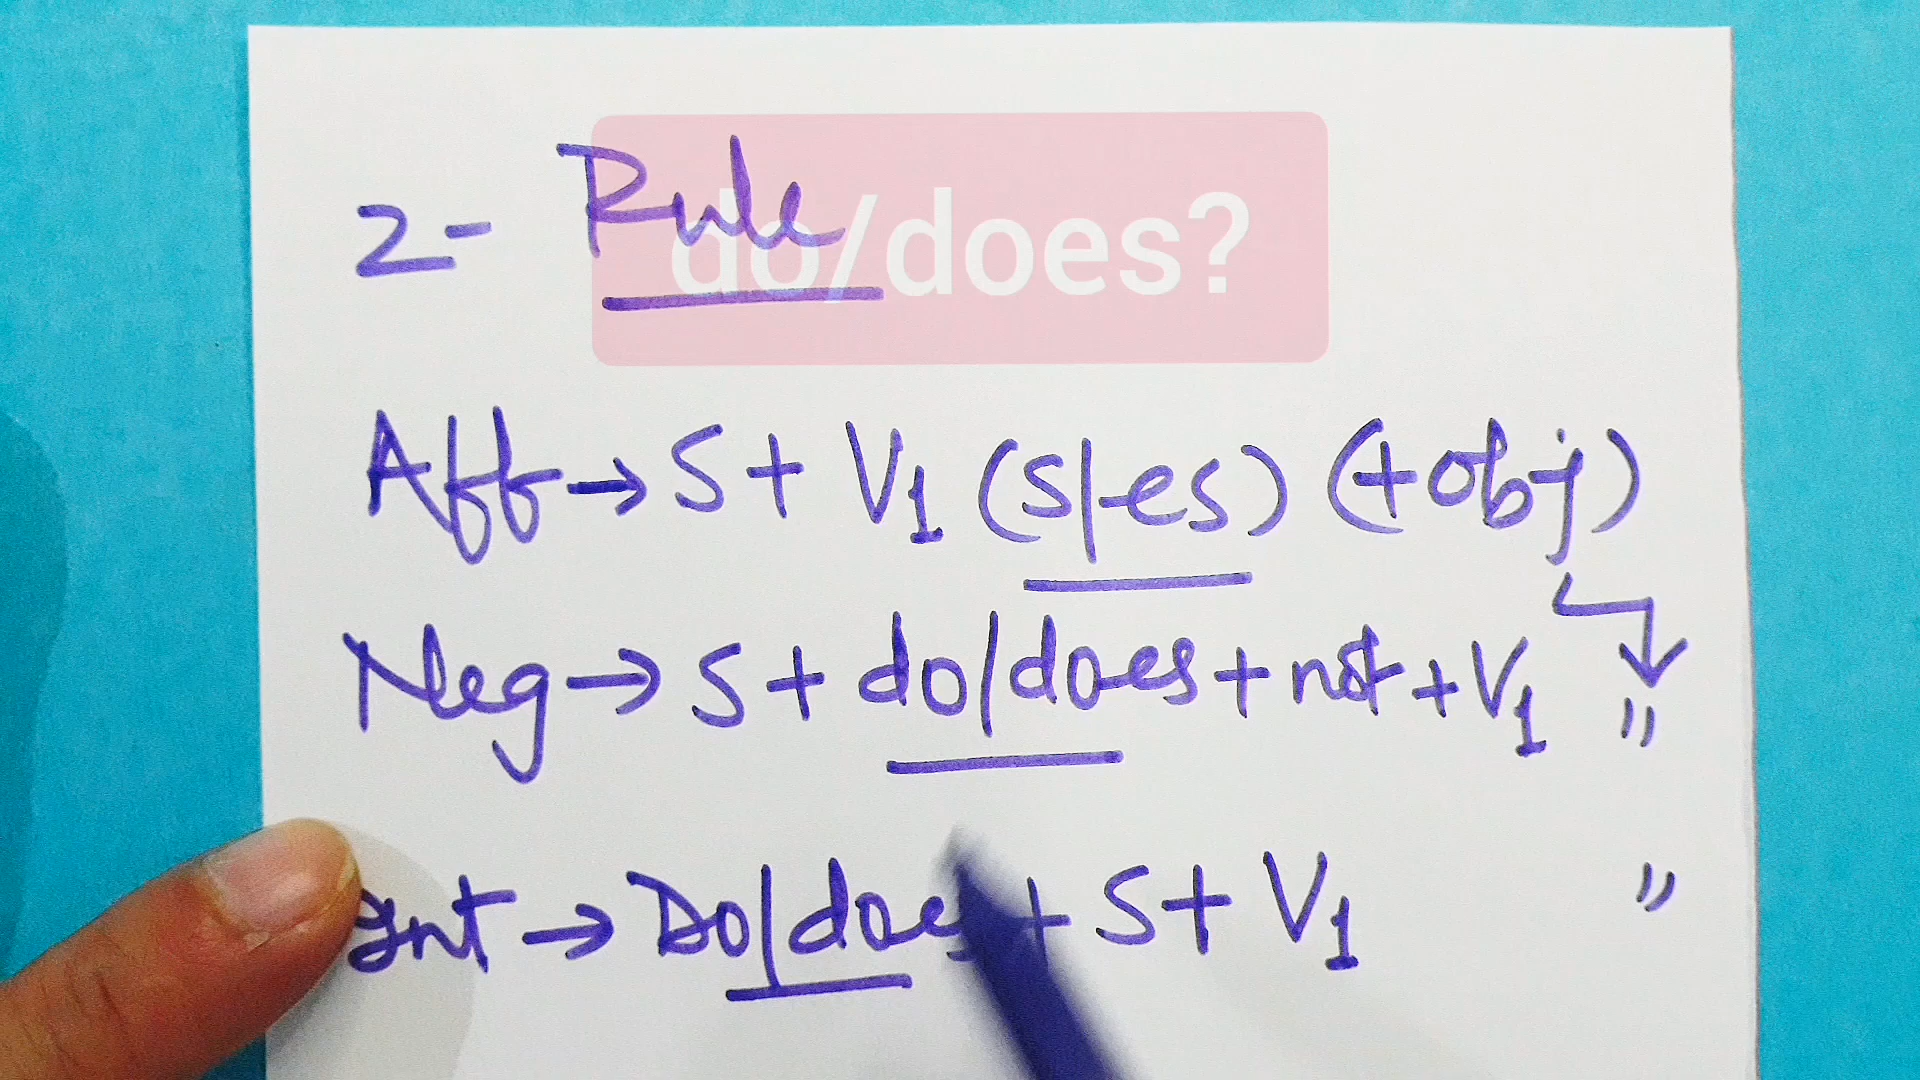 2- Rule
do/does?
Aff → S + V1 (s/-es) (+obj)
Neg → S + do/does + not + V1 "
Int → Do/does + S + V1 "